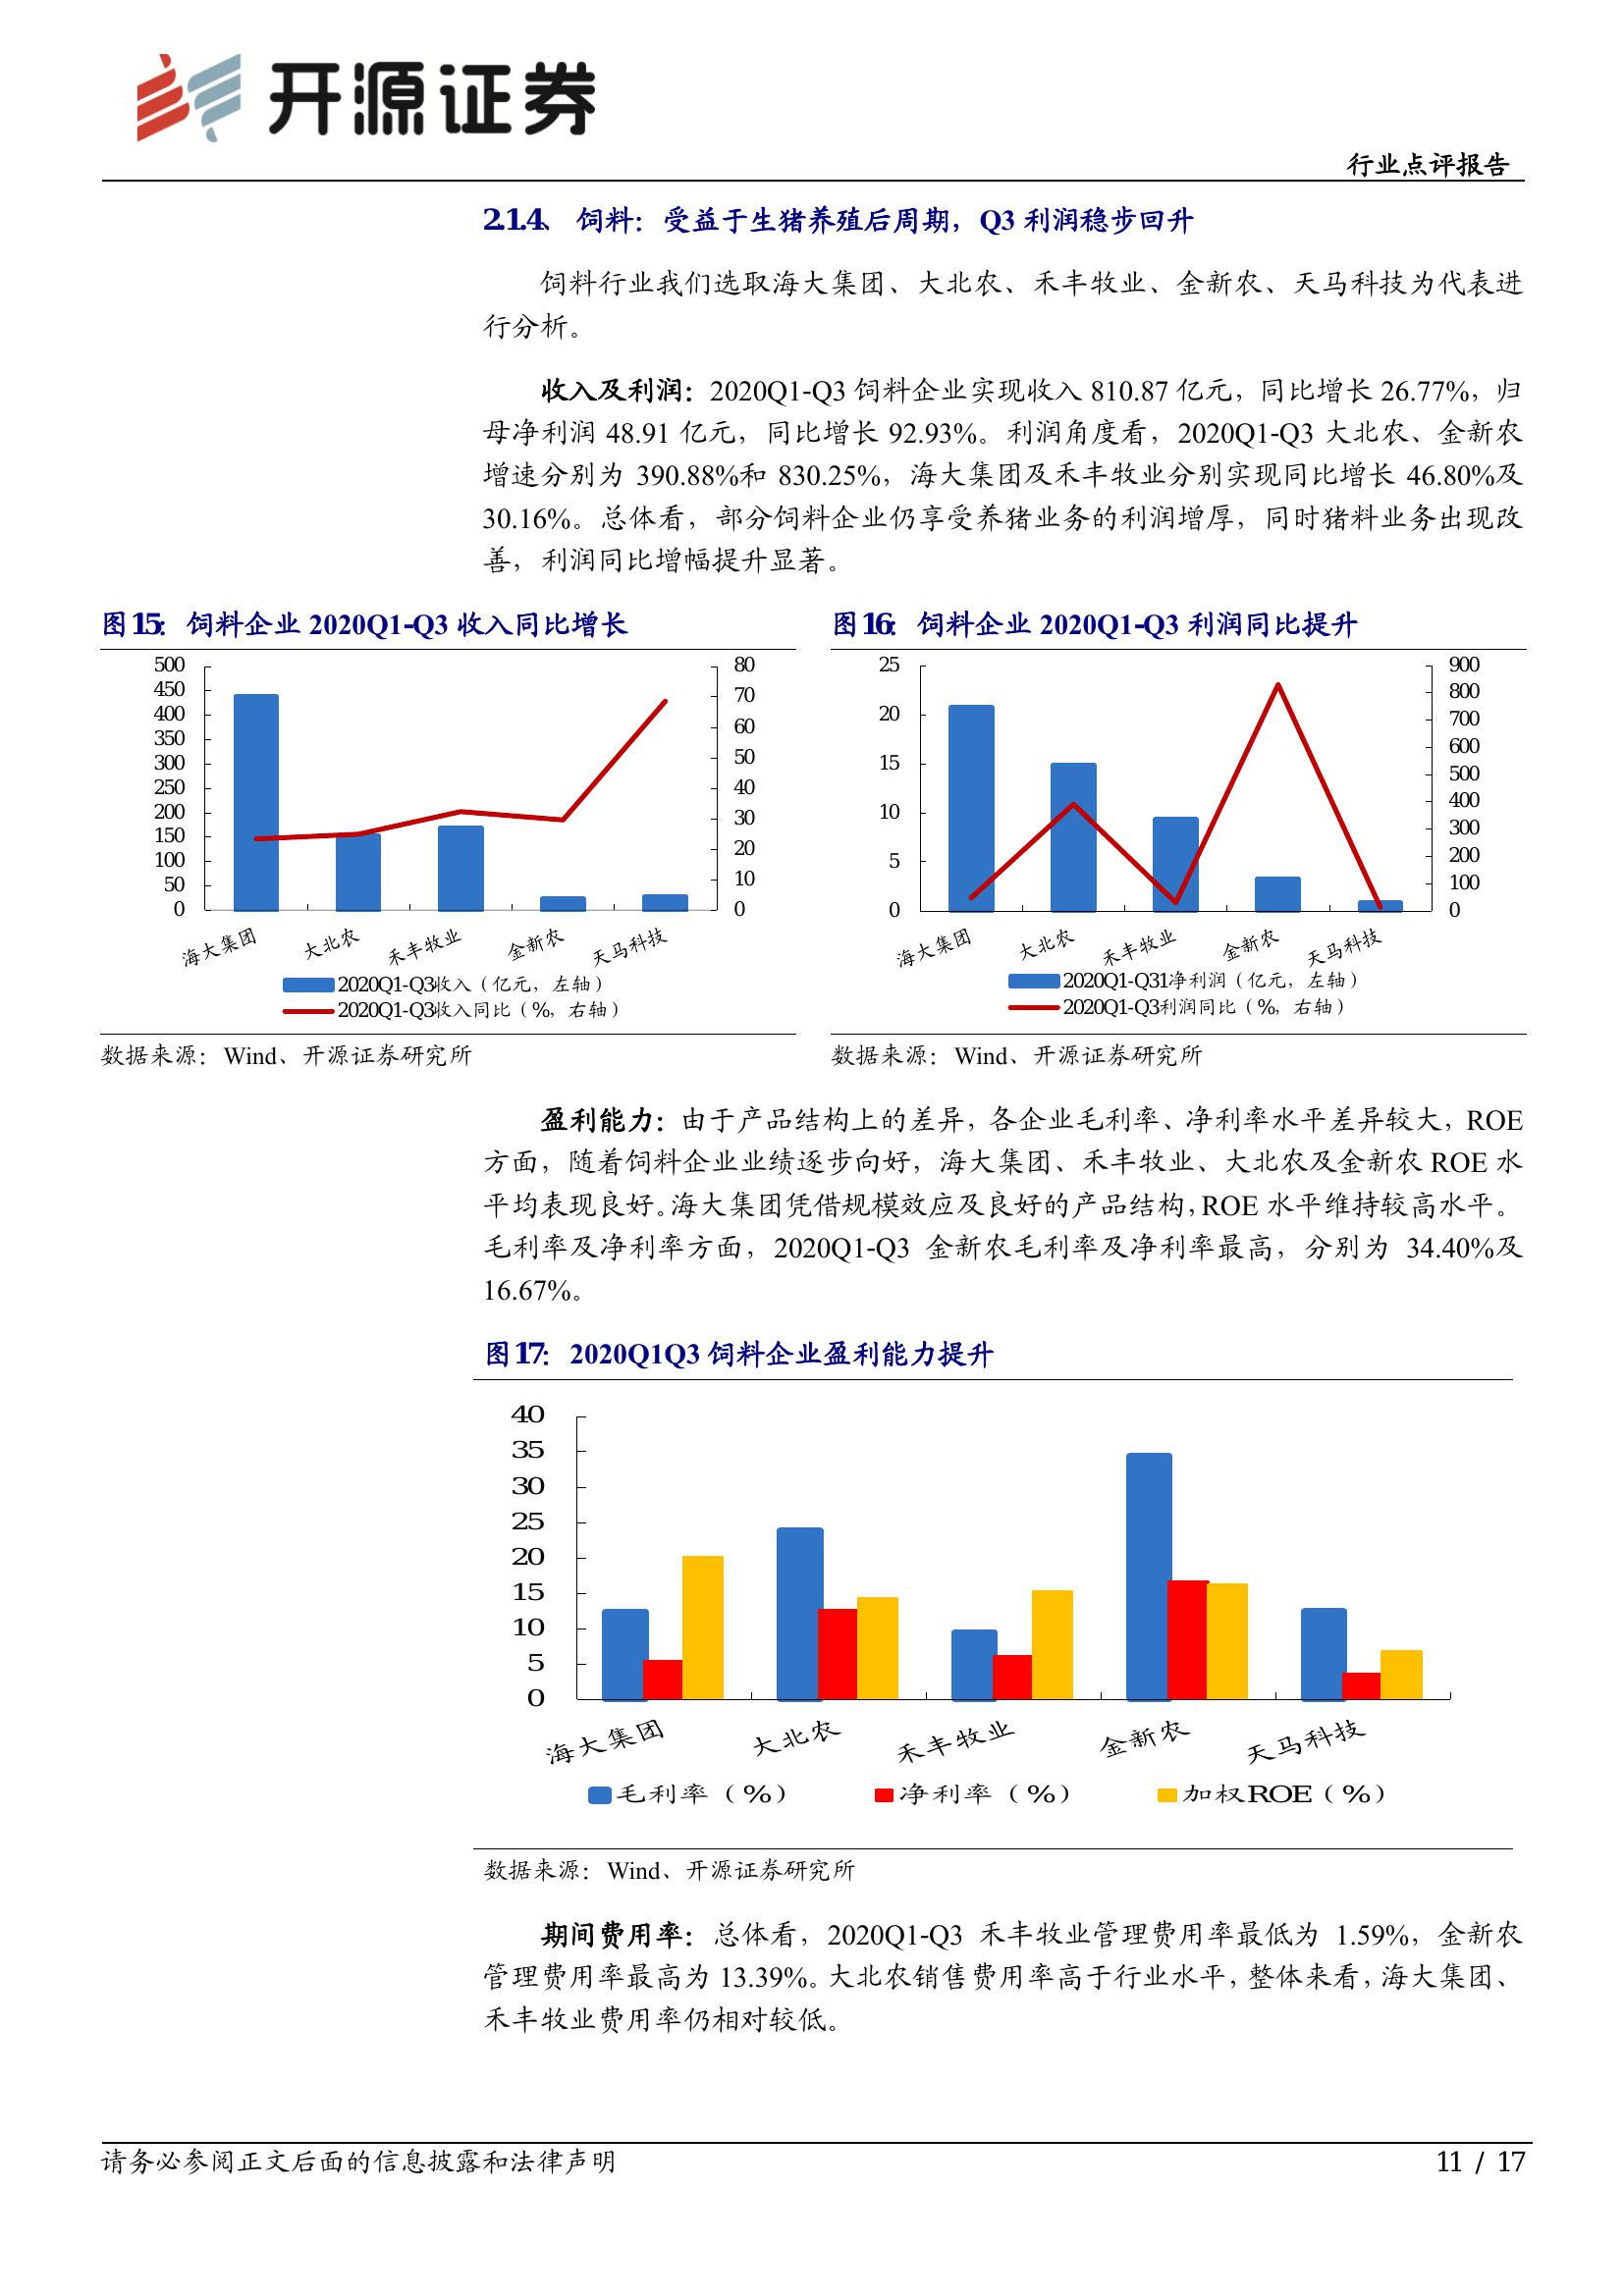 开源证券
行业点评报告
2.1.4、 饲料：受益于生猪养殖后周期，Q3 利润稳步回升
饲料行业我们选取海大集团、大北农、禾丰牧业、金新农、天马科技为代表进
行分析。
收入及利润：2020Q1-Q3 饲料企业实现收入 810.87 亿元，同比增长 26.77%，归
母净利润 48.91 亿元，同比增长 92.93%。利润角度看，2020Q1-Q3 大北农、金新农
增速分别为 390.88%和 830.25%，海大集团及禾丰牧业分别实现同比增长 46.80%及
30.16%。总体看，部分饲料企业仍享受养猪业务的利润增厚，同时猪料业务出现改
善，利润同比增幅提升显著。
图15：饲料企业 2020Q1-Q3 收入同比增长
500
450
400
350
300
250
200
150
100
50
0
80
70
60
50
40
30
20
10
0
海大集团
大北农
禾丰牧业
金新农
天马科技
2020Q1-Q3收入（亿元，左轴）
2020Q1-Q3收入同比（%，右轴）
数据来源：Wind、开源证券研究所
图16：饲料企业 2020Q1-Q3 利润同比提升
25
20
15
10
5
0
900
800
700
600
500
400
300
200
100
0
海大集团
大北农
禾丰牧业
金新农
天马科技
2020Q1-Q31净利润（亿元，左轴）
2020Q1-Q3利润同比（%，右轴）
数据来源：Wind、开源证券研究所
盈利能力：由于产品结构上的差异，各企业毛利率、净利率水平差异较大，ROE
方面，随着饲料企业业绩逐步向好，海大集团、禾丰牧业、大北农及金新农 ROE 水
平均表现良好。海大集团凭借规模效应及良好的产品结构，ROE 水平维持较高水平。
毛利率及净利率方面，2020Q1-Q3 金新农毛利率及净利率最高，分别为 34.40%及
16.67%。
图17：2020Q1Q3 饲料企业盈利能力提升
40
35
30
25
20
15
10
5
0
海大集团
大北农
禾丰牧业
金新农
天马科技
毛利率（%）
净利率（%）
加权ROE（%）
数据来源：Wind、开源证券研究所
期间费用率：总体看，2020Q1-Q3 禾丰牧业管理费用率最低为 1.59%，金新农
管理费用率最高为 13.39%。大北农销售费用率高于行业水平，整体来看，海大集团、
禾丰牧业费用率仍相对较低。
请务必参阅正文后面的信息披露和法律声明
11 / 17